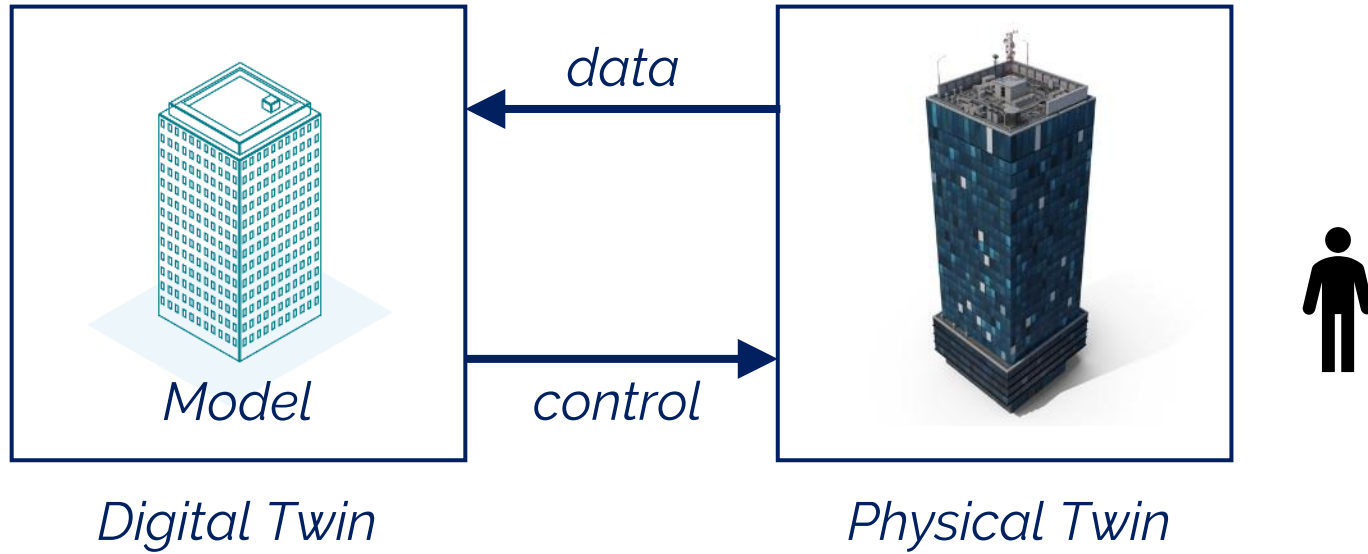 data
Model
control
Digital Twin
Physical Twin